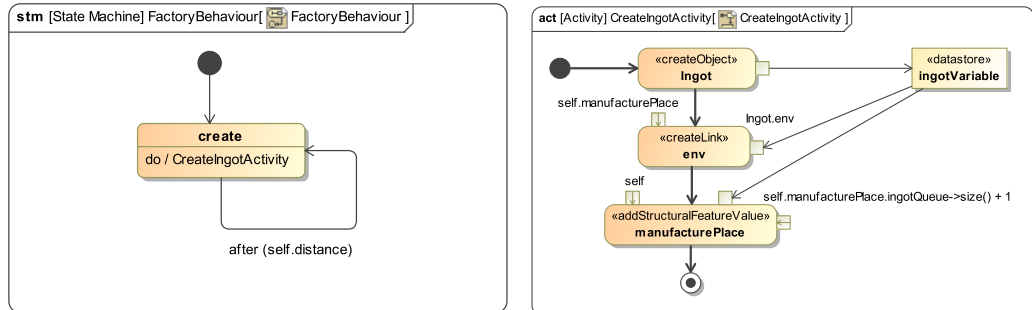 stm [State Machine] FactoryBehaviour[ FactoryBehaviour ]
create
do / CreateIngotActivity
after (self.distance)
act [Activity] CreateIngotActivity[ CreateIngotActivity ]
«createObject»
Ingot
«datastore»
ingotVariable
self.manufacturePlace
Ingot.env
«createLink»
env
self
self.manufacturePlace.ingotQueue->size() + 1
«addStructuralFeatureValue»
manufacturePlace